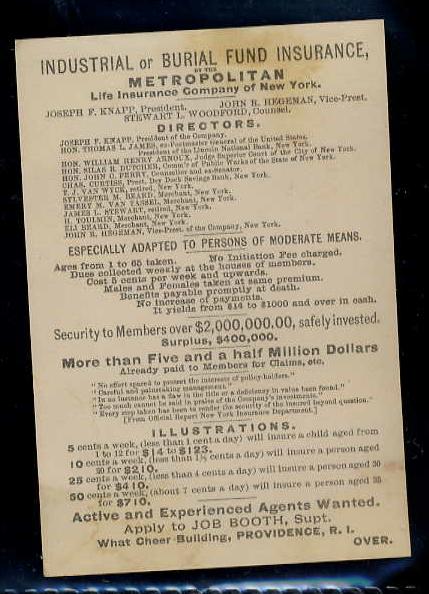 INDUSTRIAL or BURIAL FUND INSURANCE,
BY THE
METROPOLITAN
Life Insurance Company of New York.
JOSEPH F. KNAPP, President. JOHN R. HEGEMAN, Vice-Prest.
STEWART L. WOODFORD, Counsel.
DIRECTORS.
JOSEPH F. KNAPP, President of the Company.
HON. THOMAS L. JAMES, ex-Postmaster General of the United States.
President of the Lincoln National Bank, New York.
HON. WILLIAM HENRY ARNOUX, Judge Superior Court of the City of New York.
HON. SILAS B. DUTCHER, Comm'r of Public Works of the State of New York.
HON. JOHN J. PERRY, Counsellor and ex-Senator.
CHAS. CURTISS, Prest. Dry Dock Savings Bank, New York.
T. J. VAN WYCK, retired, New York.
SYLVESTER M. BEARD, Merchant, New York.
EMERY M. VAN TASSEL, Merchant, New York.
JAMES L. STEWART, retired, New York.
H. TOULMIN, Merchant, New York.
ELI BEARD, Merchant, New York.
JOHN R. HEGEMAN, Vice-Prest. of the Company, New York.
ESPECIALLY ADAPTED TO PERSONS OF MODERATE MEANS.
Ages from 1 to 65 taken. No Initiation Fee charged.
Dues collected weekly at the houses of members.
Cost 5 cents per week and upwards.
Males and Females taken at same premium.
Benefits payable promptly at death.
No increase of payments.
It yields from $14 to $1000 and over in cash.
Security to Members over $2,000,000.00, safely invested.
Surplus, $400,000.
More than Five and a half Million Dollars
Already paid to Members for Claims, etc.
"No effort spared to protect the interests of policy-holders."
"Careful and painstaking management."
"In no instance has a flaw in the title or a deficiency in value been found."
"Too much cannot be said in praise of the Company's investments."
"Every step has been taken to render the security of the insured beyond question."
[From Official Report New York Insurance Department.]
ILLUSTRATIONS.
5 cents a week, (less than 1 cent a day) will insure a child aged from
1 to 12 for $14 to $123.
10 cents a week, (less than 1½ cents a day) will insure a person aged
20 for $210.
25 cents a week, (less than 4 cents a day) will insure a person aged 30
for $410.
50 cents a week, (about 7 cents a day) will insure a person aged 35
for $710.
Active and Experienced Agents Wanted.
Apply to JOB BOOTH, Supt.
What Cheer Building, PROVIDENCE, R. I.
OVER.